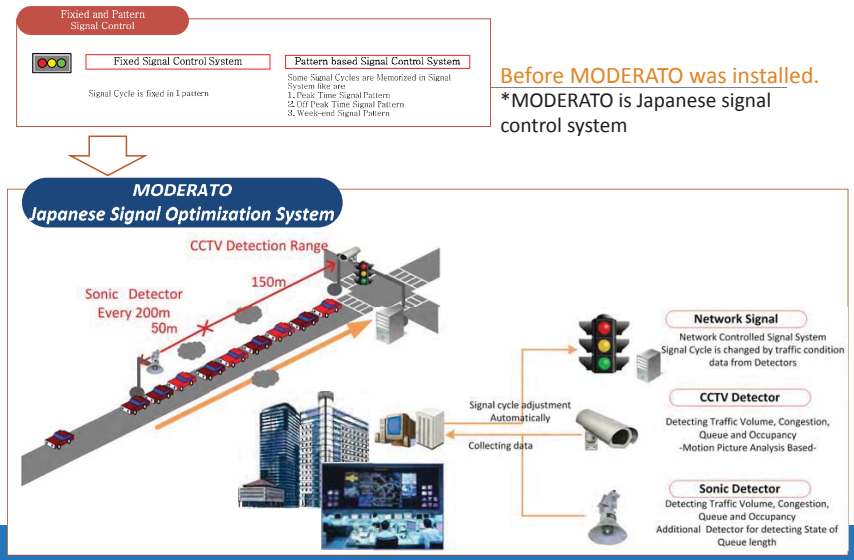 Fixied and Pattern
Signal Control
Fixed Signal Control System
Signal Cycle is fixed in 1 pattern
Pattern based Signal Control System
Some Signal Cycles are Memorized in Signal
System like are
1. Peak Time Signal Pattern
2. Off Peak Time Signal Pattern
3. Week-end Signal Pattern
Before MODERATO was installed.
*MODERATO is Japanese signal
control system
MODERATO
Japanese Signal Optimization System
CCTV Detection Range
150m
Sonic Detector
Every 200m
50m
Signal cycle adjustment
Automatically
Collecting data
Network Signal
Network Controlled Signal System
Signal Cycle is changed by traffic condition
data from Detectors
CCTV Detector
Detecting Traffic Volume, Congestion,
Queue and Occupancy
-Motion Picture Analysis Based-
Sonic Detector
Detecting Traffic Volume, Congestion,
Queue and Occupancy
Additional Detector for detecting State of
Queue length